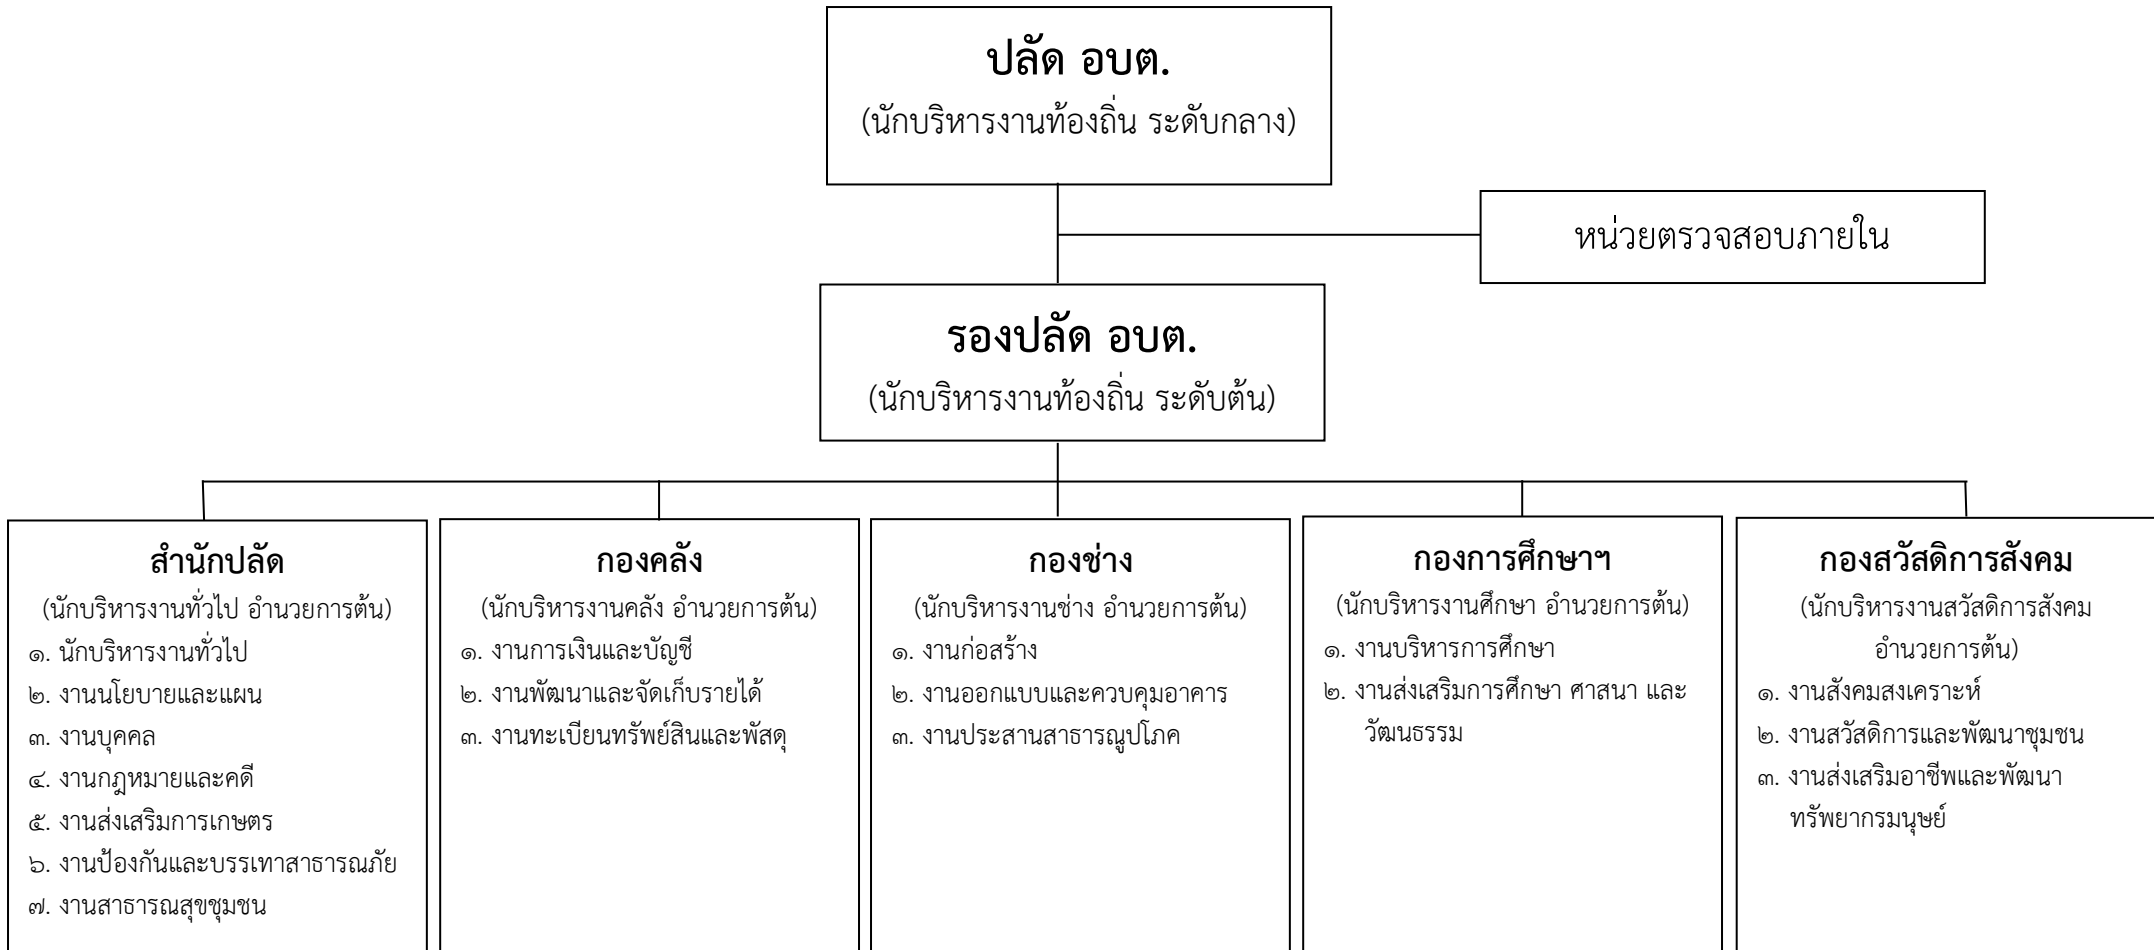 ปลัด อบต.
(นักบริหารงานท้องถิ่น ระดับกลาง)
หน่วยตรวจสอบภายใน
รองปลัด อบต.
(นักบริหารงานท้องถิ่น ระดับต้น)
สำนักปลัด
(นักบริหารงานทั่วไป อำนวยการต้น)
๑. นักบริหารงานทั่วไป
๒. งานนโยบายและแผน
๓. งานบุคคล
๔. งานกฎหมายและคดี
๕. งานส่งเสริมการเกษตร
๖. งานป้องกันและบรรเทาสาธารณภัย
๗. งานสาธารณสุขชุมชน
กองคลัง
(นักบริหารงานคลัง อำนวยการต้น)
๑. งานการเงินและบัญชี
๒. งานพัฒนาและจัดเก็บรายได้
๓. งานทะเบียนทรัพย์สินและพัสดุ
กองช่าง
(นักบริหารงานช่าง อำนวยการต้น)
๑. งานก่อสร้าง
๒. งานออกแบบและควบคุมอาคาร
๓. งานประสานสาธารณูปโภค
กองการศึกษาฯ
(นักบริหารงานศึกษา อำนวยการต้น)
๑. งานบริหารการศึกษา
๒. งานส่งเสริมการศึกษา ศาสนา และ
วัฒนธรรม
กองสวัสดิการสังคม
(นักบริหารงานสวัสดิการสังคม
อำนวยการต้น)
๑. งานสังคมสงเคราะห์
๒. งานสวัสดิการและพัฒนาชุมชน
๓. งานส่งเสริมอาชีพและพัฒนา
ทรัพยากรมนุษย์